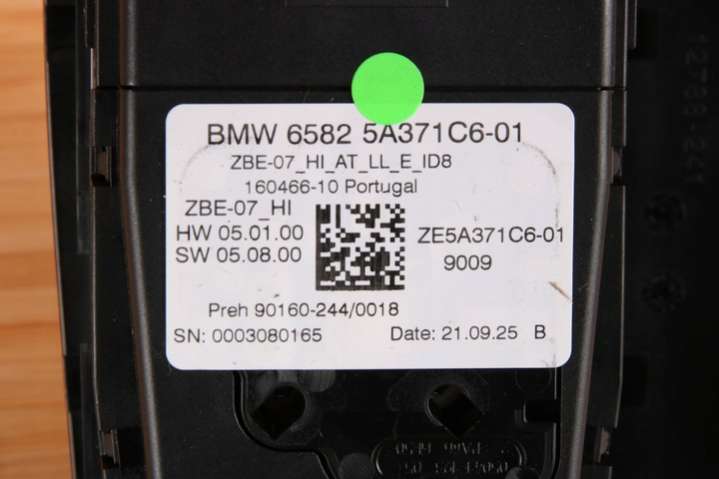 BMW 6582 5A371C6-01
ZBE-07_HI_AT_LL_E_ID8
160466-10 Portugal
ZBE-07_HI
HW 05.01.00
SW 05.08.00
ZE5A371C6-01
9009
Preh 90160-244/0018
SN: 0003080165
Date: 21.09.25 B